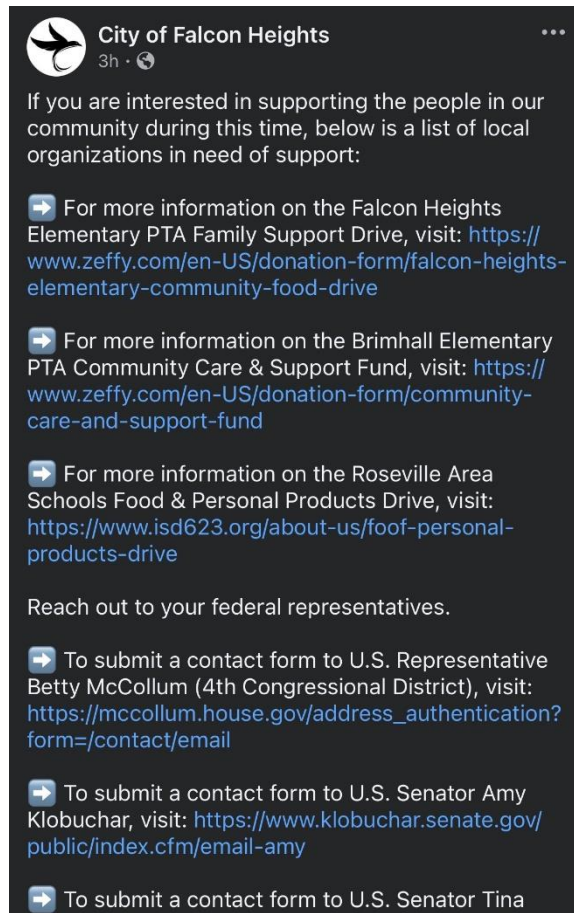 City of Falcon Heights
3h ·
If you are interested in supporting the people in our
community during this time, below is a list of local
organizations in need of support:
➡️ For more information on the Falcon Heights
Elementary PTA Family Support Drive, visit: https://
www.zeffy.com/en-US/donation-form/falcon-heights-
elementary-community-food-drive
➡️ For more information on the Brimhall Elementary
PTA Community Care & Support Fund, visit: https://
www.zeffy.com/en-US/donation-form/community-
care-and-support-fund
➡️ For more information on the Roseville Area
Schools Food & Personal Products Drive, visit:
https://www.isd623.org/about-us/foof-personal-
products-drive
Reach out to your federal representatives.
➡️ To submit a contact form to U.S. Representative
Betty McCollum (4th Congressional District), visit:
https://mccollum.house.gov/address_authentication?
form=/contact/email
➡️ To submit a contact form to U.S. Senator Amy
Klobuchar, visit: https://www.klobuchar.senate.gov/
public/index.cfm/email-amy
➡️ To submit a contact form to U.S. Senator Tina